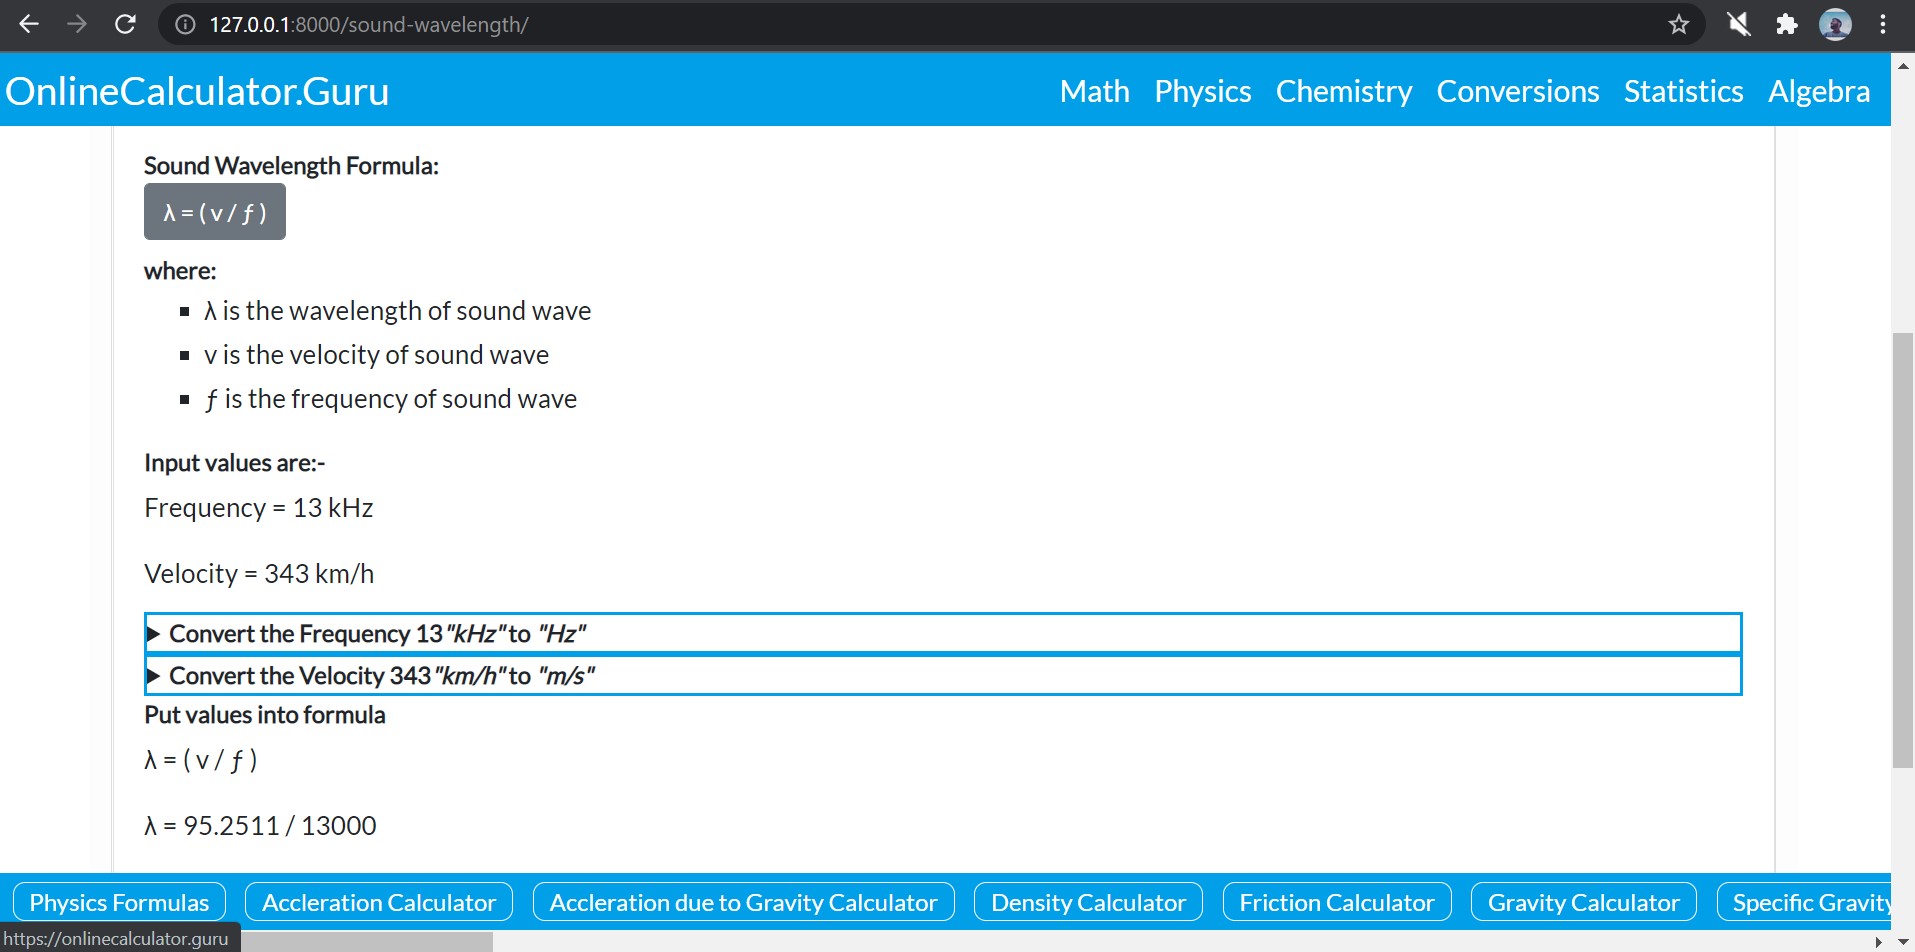 127.0.0.1:8000/sound-wavelength/
OnlineCalculator.Guru Math Physics Chemistry Conversions Statistics Algebra
Sound Wavelength Formula:
λ = ( v / ƒ )
where:
λ is the wavelength of sound wave
v is the velocity of sound wave
ƒ is the frequency of sound wave
Input values are:-
Frequency = 13 kHz
Velocity = 343 km/h
Convert the Frequency 13 "kHz" to "Hz"
Convert the Velocity 343 "km/h" to "m/s"
Put values into formula
λ = ( v / ƒ )
λ = 95.2511 / 13000
Physics Formulas Accleration Calculator Accleration due to Gravity Calculator Density Calculator Friction Calculator Gravity Calculator Specific Gravity
https://onlinecalculator.guru